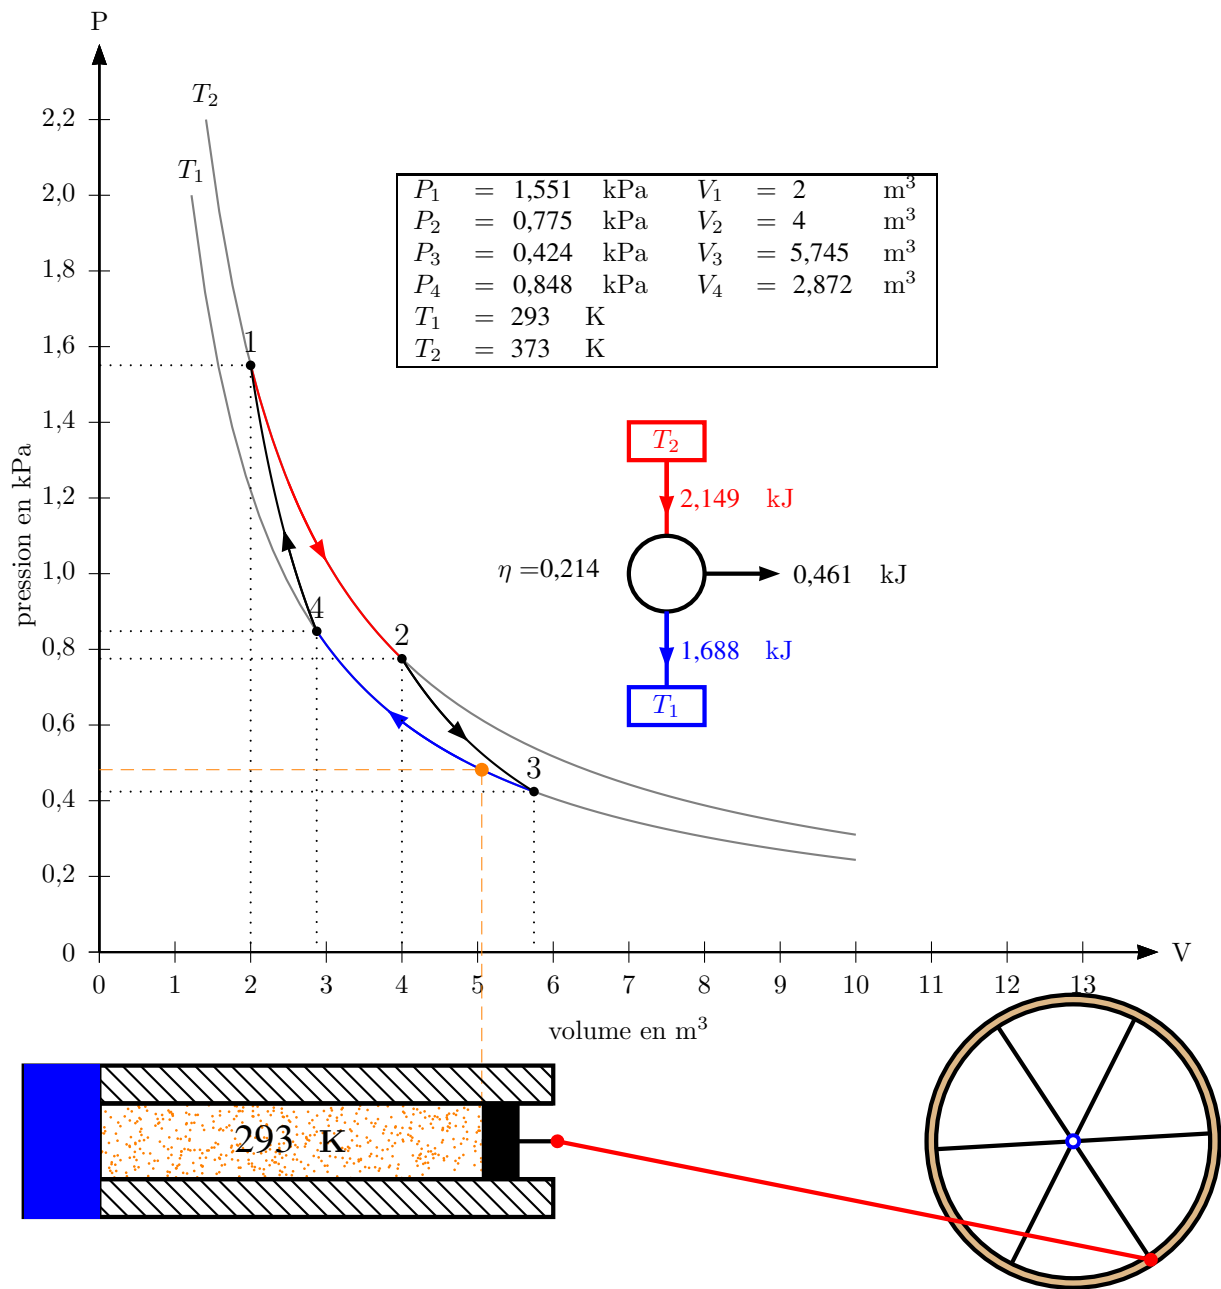 P
T₂
T₁
2,2
2,0
1,8
1,6
1,4
1,2
1,0
0,8
0,6
0,4
0,2
0
pression en kPa
P₁ = 1,551 kPa V₁ = 2 m³
P₂ = 0,775 kPa V₂ = 4 m³
P₃ = 0,424 kPa V₃ = 5,745 m³
P₄ = 0,848 kPa V₄ = 2,872 m³
T₁ = 293 K
T₂ = 373 K
1
4
2
3
T₂
2,149 kJ
η =0,214
0,461 kJ
1,688 kJ
T₁
V
0 1 2 3 4 5 6 7 8 9 10 11 12 13
volume en m³
293 K